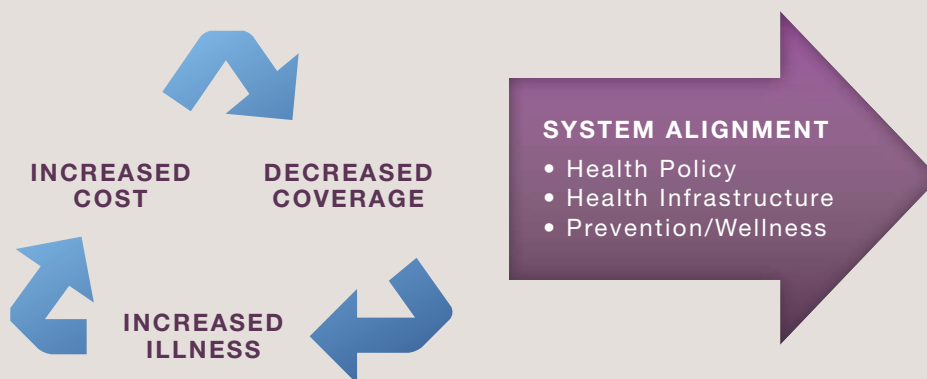 INCREASED
COST
DECREASED
COVERAGE
INCREASED
ILLNESS
SYSTEM ALIGNMENT
• Health Policy
• Health Infrastructure
• Prevention/Wellness